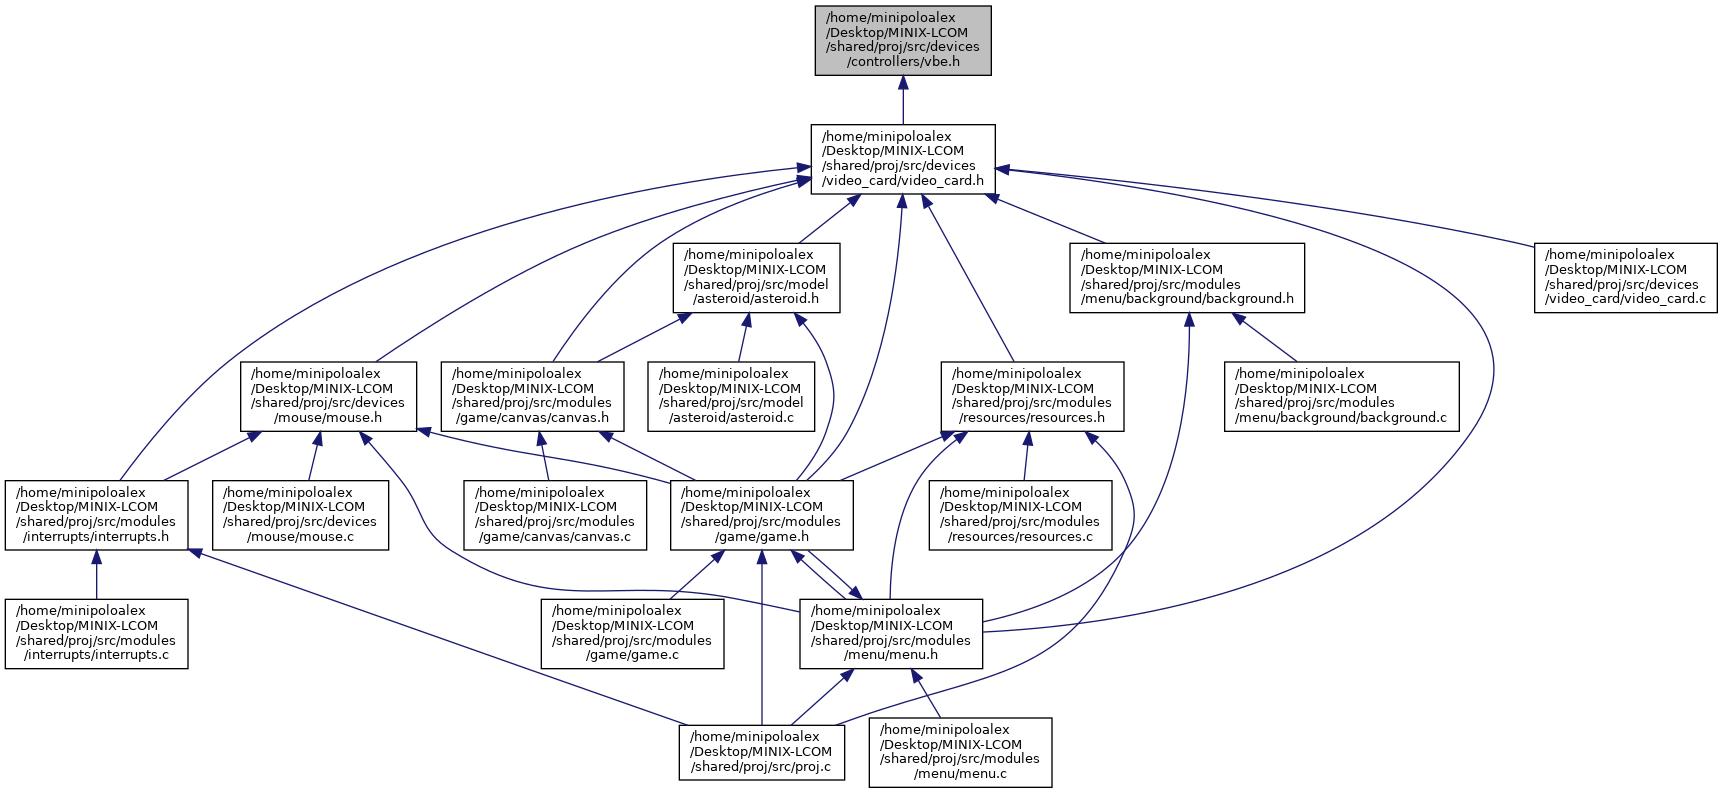 /home/minipoloalex
/Desktop/MINIX-LCOM
/shared/proj/src/devices
/controllers/vbe.h
/home/minipoloalex
/Desktop/MINIX-LCOM
/shared/proj/src/devices
/video_card/video_card.h
/home/minipoloalex
/Desktop/MINIX-LCOM
/shared/proj/src/model
/asteroid/asteroid.h
/home/minipoloalex
/Desktop/MINIX-LCOM
/shared/proj/src/modules
/menu/background/background.h
/home/minipoloalex
/Desktop/MINIX-LCOM
/shared/proj/src/devices
/video_card/video_card.c
/home/minipoloalex
/Desktop/MINIX-LCOM
/shared/proj/src/devices
/mouse/mouse.h
/home/minipoloalex
/Desktop/MINIX-LCOM
/shared/proj/src/modules
/game/canvas/canvas.h
/home/minipoloalex
/Desktop/MINIX-LCOM
/shared/proj/src/model
/asteroid/asteroid.c
/home/minipoloalex
/Desktop/MINIX-LCOM
/shared/proj/src/modules
/resources/resources.h
/home/minipoloalex
/Desktop/MINIX-LCOM
/shared/proj/src/modules
/menu/background/background.c
/home/minipoloalex
/Desktop/MINIX-LCOM
/shared/proj/src/modules
/interrupts/interrupts.h
/home/minipoloalex
/Desktop/MINIX-LCOM
/shared/proj/src/devices
/mouse/mouse.c
/home/minipoloalex
/Desktop/MINIX-LCOM
/shared/proj/src/modules
/game/canvas/canvas.c
/home/minipoloalex
/Desktop/MINIX-LCOM
/shared/proj/src/modules
/game/game.h
/home/minipoloalex
/Desktop/MINIX-LCOM
/shared/proj/src/modules
/resources/resources.c
/home/minipoloalex
/Desktop/MINIX-LCOM
/shared/proj/src/modules
/interrupts/interrupts.c
/home/minipoloalex
/Desktop/MINIX-LCOM
/shared/proj/src/modules
/game/game.c
/home/minipoloalex
/Desktop/MINIX-LCOM
/shared/proj/src/modules
/menu/menu.h
/home/minipoloalex
/Desktop/MINIX-LCOM
/shared/proj/src/proj.c
/home/minipoloalex
/Desktop/MINIX-LCOM
/shared/proj/src/modules
/menu/menu.c